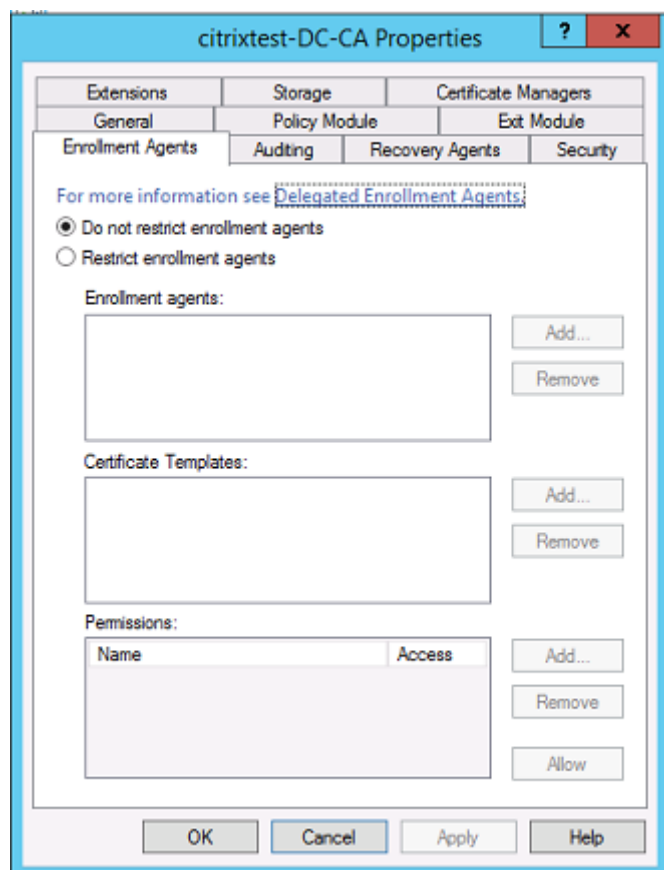 citrixtest-DC-CA Properties
?
x
Extensions
Storage
Certificate Managers
General
Policy Module
Exit Module
Enrollment Agents
Auditing
Recovery Agents
Security
For more information see Delegated Enrollment Agents.
Do not restrict enrollment agents
Restrict enrollment agents
Enrollment agents:
Add...
Remove
Certificate Templates:
Add...
Remove
Permissions:
Name
Access
Add...
Remove
Allow
OK
Cancel
Apply
Help